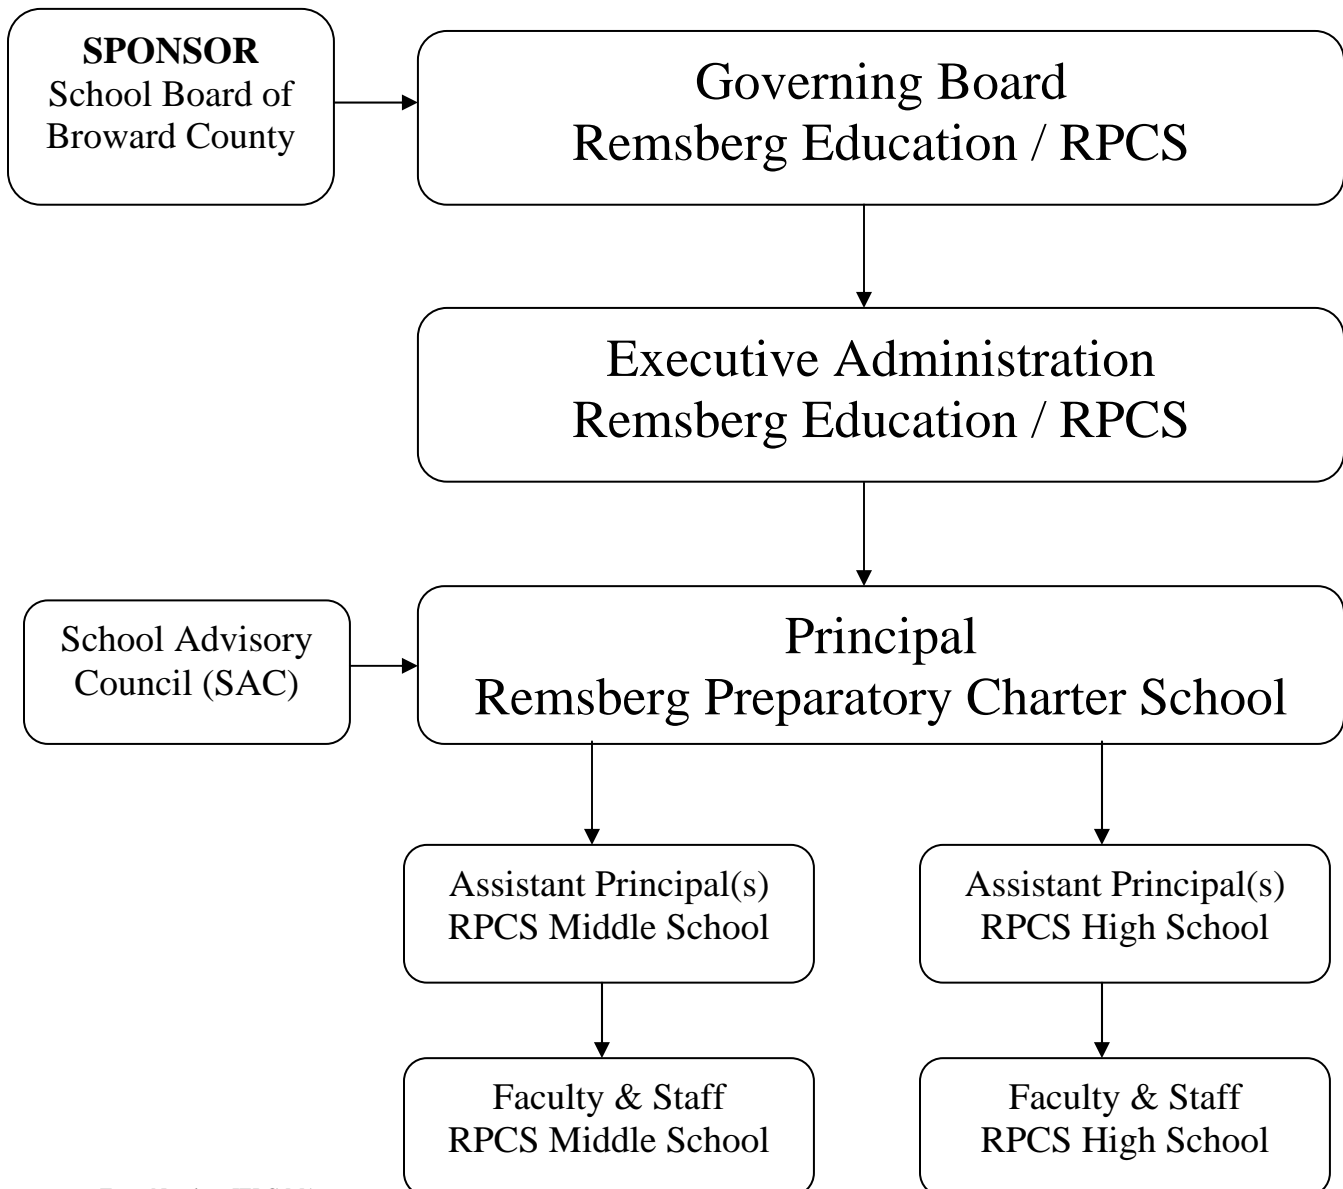 SPONSOR
School Board of
Broward County
Governing Board
Remsberg Education / RPCS
Executive Administration
Remsberg Education / RPCS
School Advisory
Council (SAC)
Principal
Remsberg Preparatory Charter School
Assistant Principal(s)
RPCS Middle School
Assistant Principal(s)
RPCS High School
Faculty & Staff
RPCS Middle School
Faculty & Staff
RPCS High School